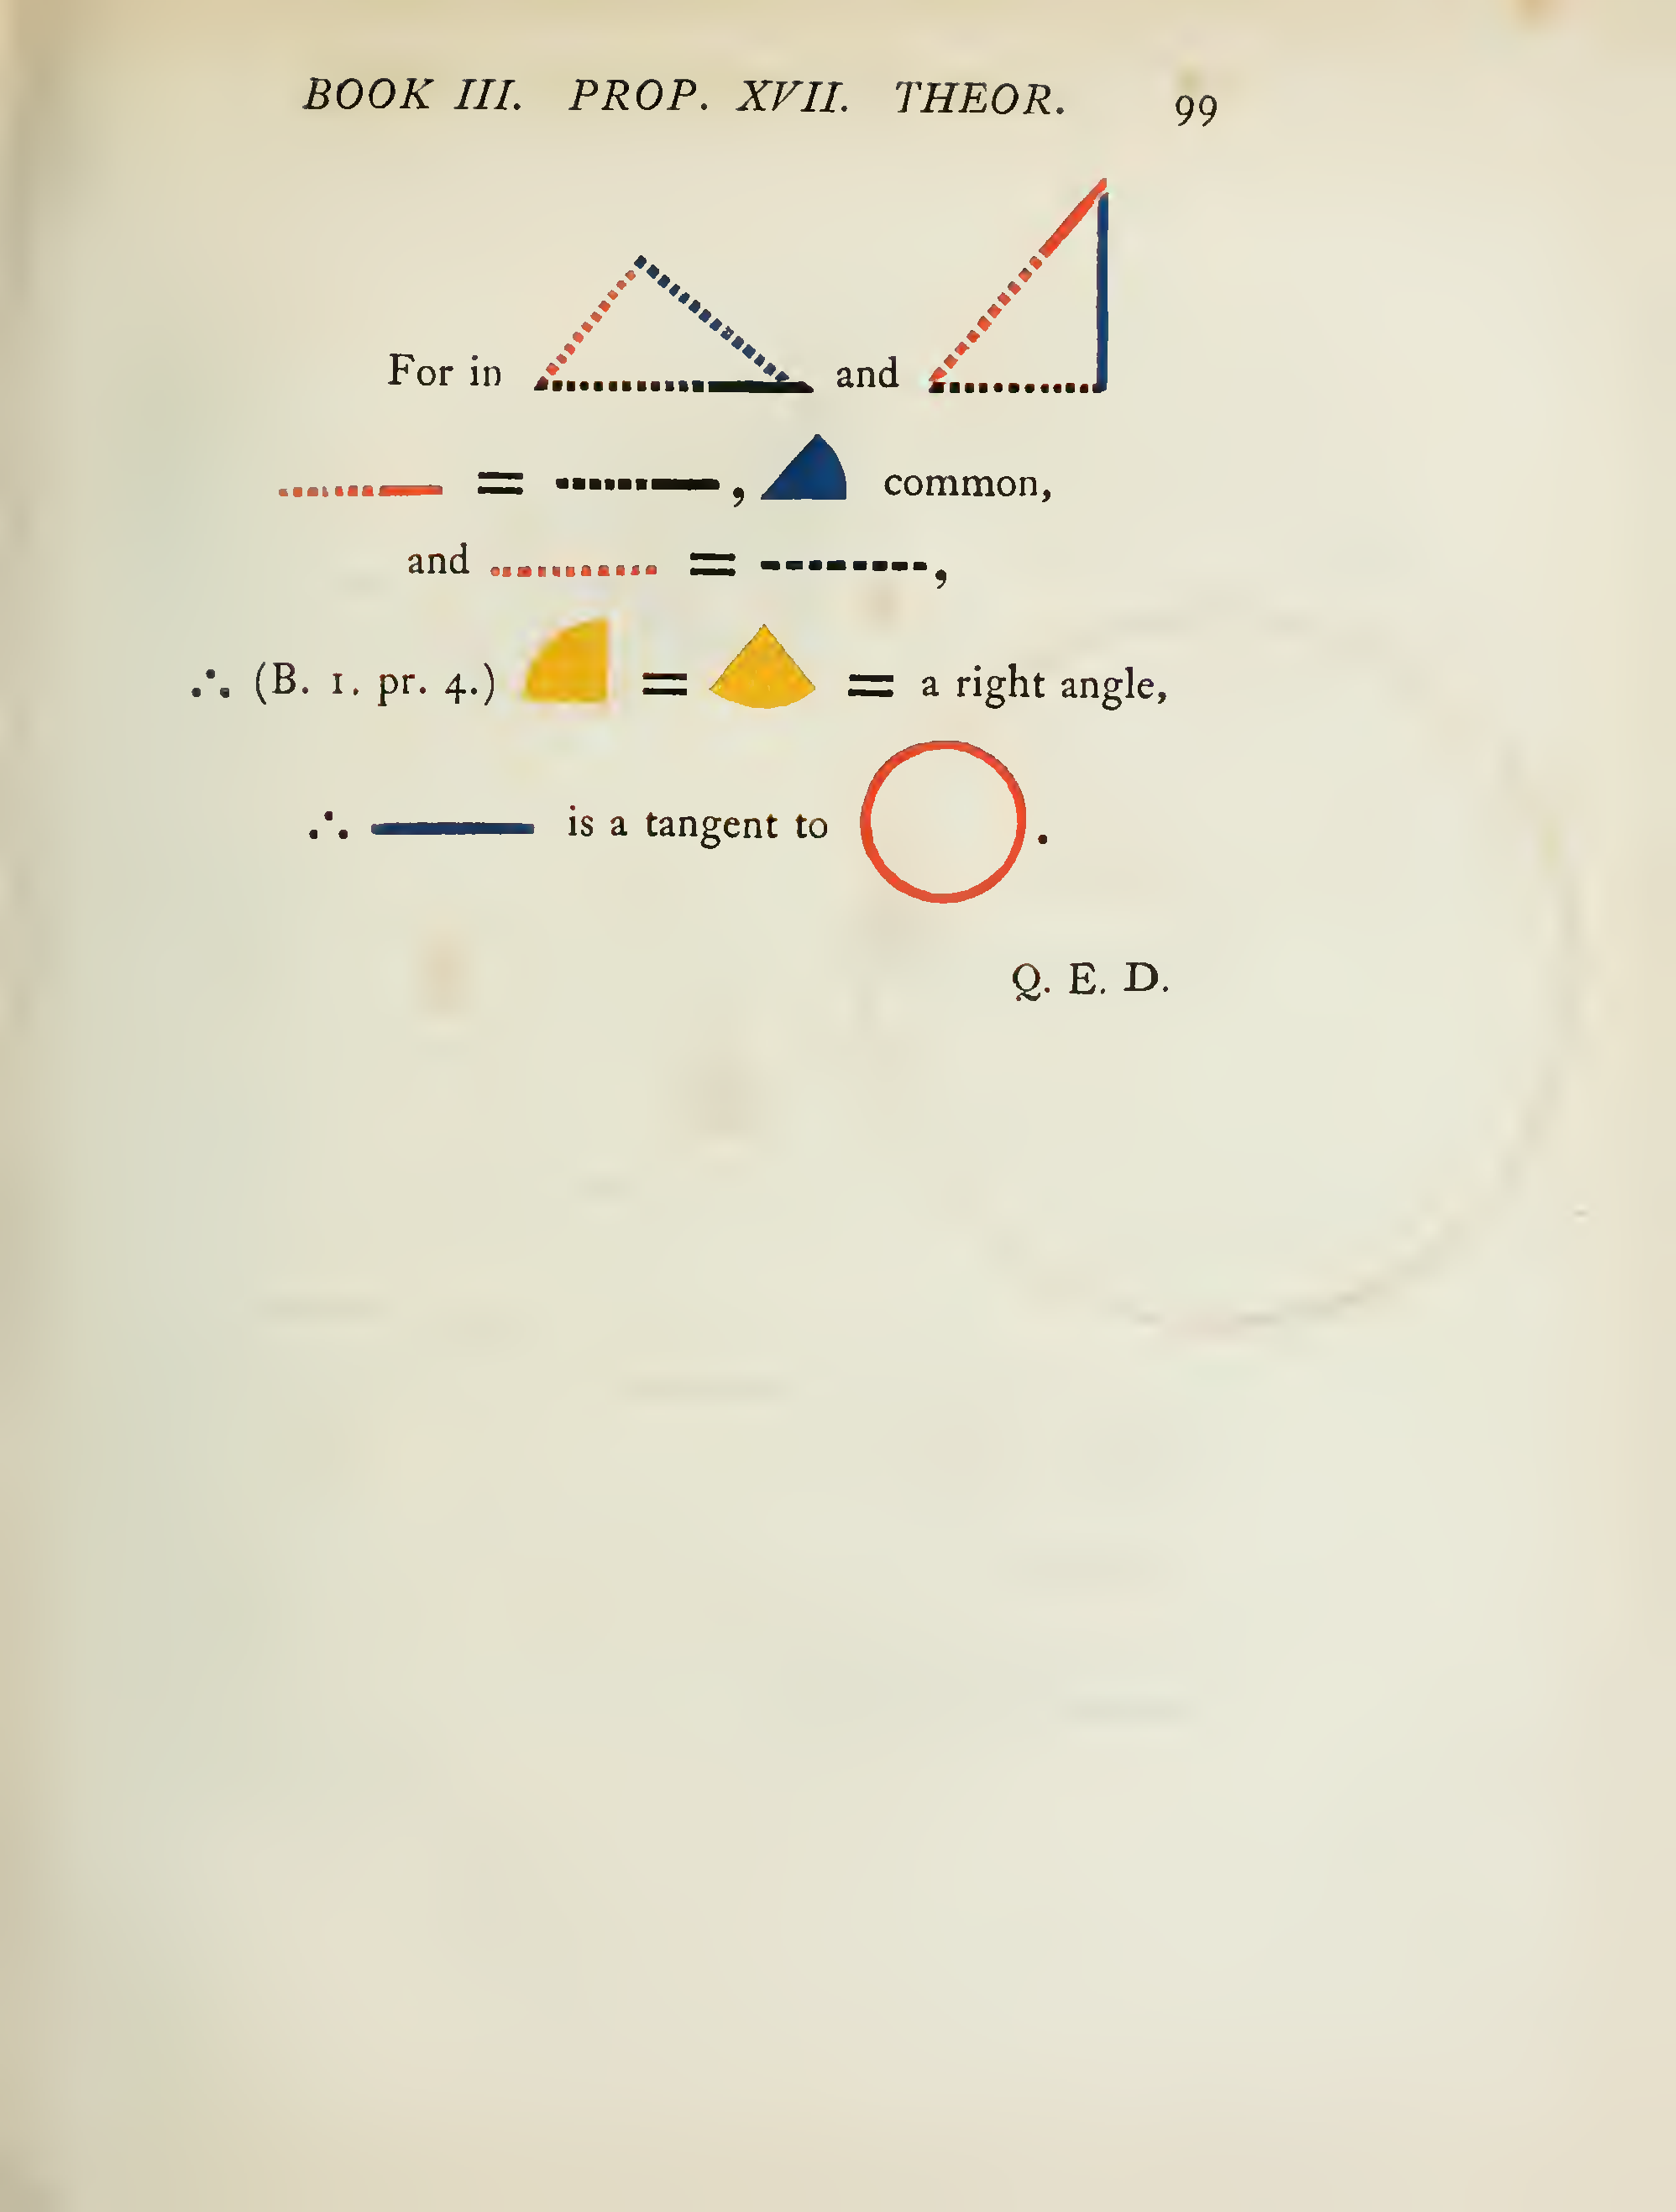 BOOK III. PROP. XVII. THEOR. 99
For in and
= , common,
and = ,
∴ (B. 1. pr. 4.) = = a right angle,
∴ is a tangent to .
Q. E. D.